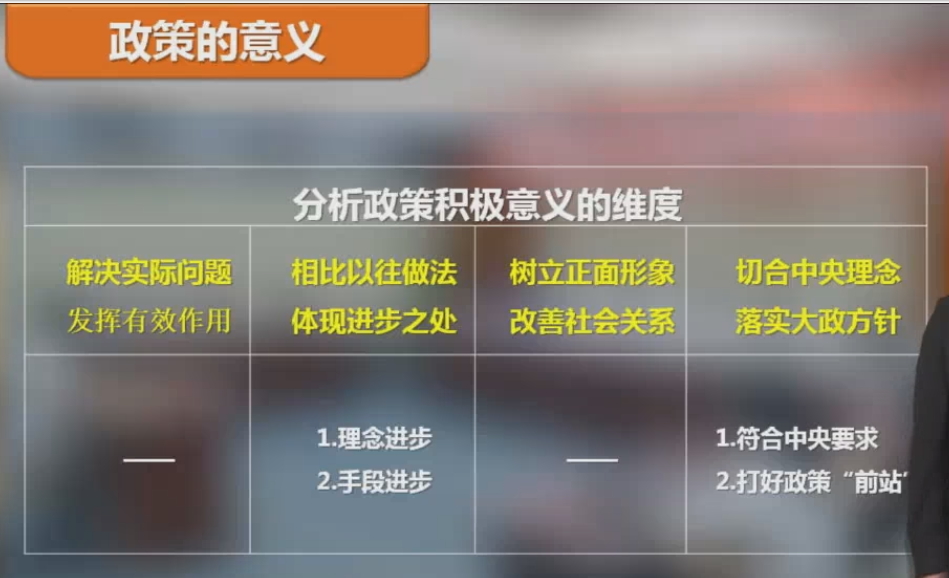 政策的意义
分析政策积极意义的维度
解决实际问题
发挥有效作用
相比以往做法
体现进步之处
树立正面形象
改善社会关系
切合中央理念
落实大政方针
——
1.理念进步
2.手段进步
——
1.符合中央要求
2.打好政策“前站”